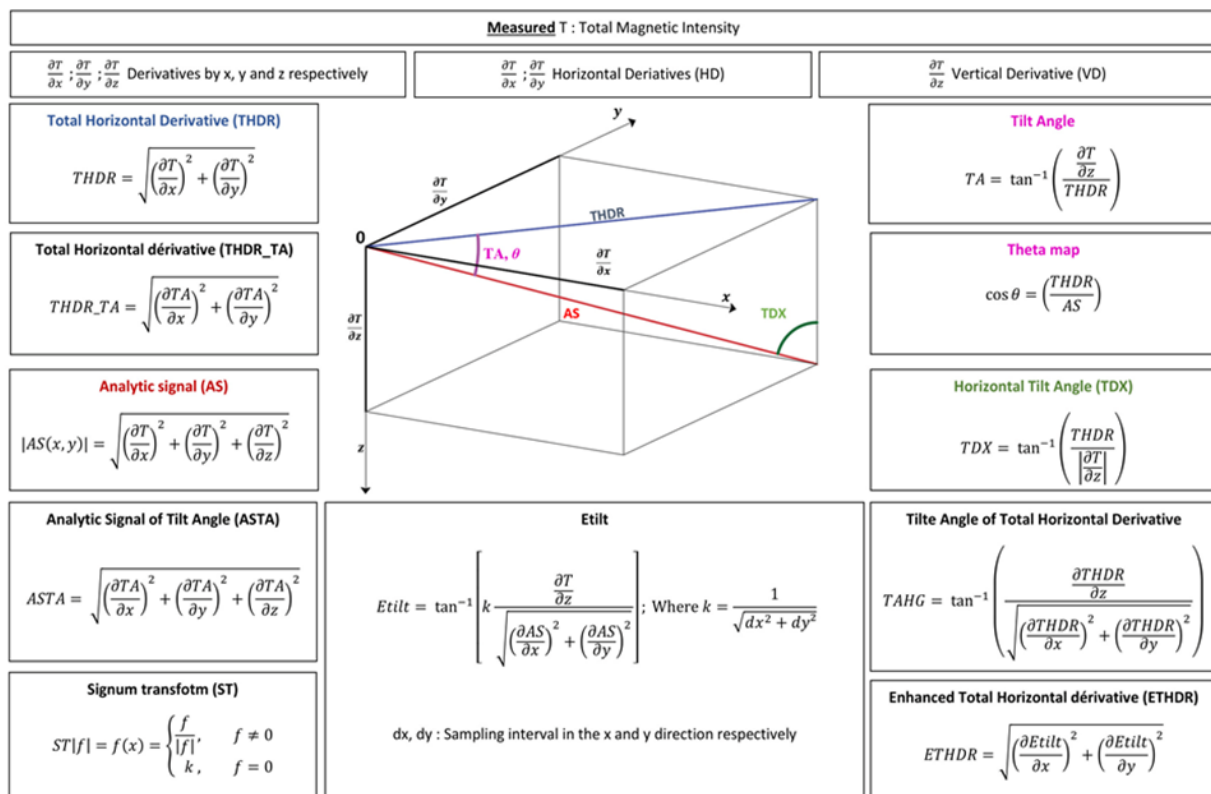 Measured T : Total Magnetic Intensity
∂T/∂x ; ∂T/∂y ; ∂T/∂z Derivatives by x, y and z respectively
∂T/∂x ; ∂T/∂y Horizontal Deriatives (HD)
∂T/∂z Vertical Derivative (VD)
Total Horizontal Derivative (THDR)
THDR = √((∂T/∂x)² + (∂T/∂y)²)
Total Horizontal dérivative (THDR_TA)
THDR_TA = √((∂TA/∂x)² + (∂TA/∂y)²)
Analytic signal (AS)
|AS(x, y)| = √((∂T/∂x)² + (∂T/∂y)² + (∂T/∂z)²)
y
∂T/∂y
THDR
0
TA, θ
∂T/∂x
x
AS
TDX
∂T/∂z
z
Tilt Angle
TA = tan⁻¹((∂T/∂z)/THDR)
Theta map
cos θ = (THDR/AS)
Horizontal Tilt Angle (TDX)
TDX = tan⁻¹(THDR/|∂T/∂z|)
Analytic Signal of Tilt Angle (ASTA)
ASTA = √((∂TA/∂x)² + (∂TA/∂y)² + (∂TA/∂z)²)
Etilt
Etilt = tan⁻¹[k (∂T/∂z)/√((∂AS/∂x)² + (∂AS/∂y)²)] ; Where k = 1/√(dx² + dy²)
dx, dy : Sampling interval in the x and y direction respectively
Tilte Angle of Total Horizontal Derivative
TAHG = tan⁻¹((∂THDR/∂z)/√((∂THDR/∂x)² + (∂THDR/∂y)²))
Signum transfotm (ST)
ST|f| = f(x) = { f/|f|, f ≠ 0
k, f = 0
Enhanced Total Horizontal dérivative (ETHDR)
ETHDR = √((∂Etilt/∂x)² + (∂Etilt/∂y)²)